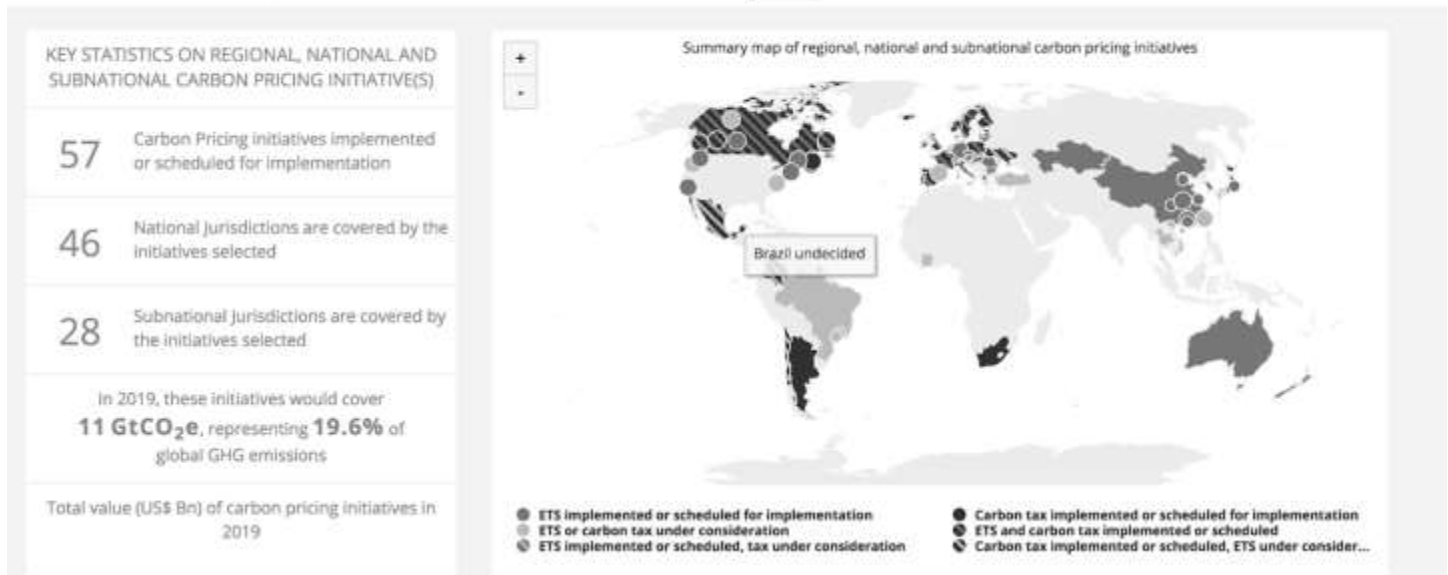 KEY STATISTICS ON REGIONAL, NATIONAL AND
SUBNATIONAL CARBON PRICING INITIATIVE(S)
57
Carbon Pricing initiatives implemented
or scheduled for implementation
46
National Jurisdictions are covered by the
initiatives selected
28
Subnational Jurisdictions are covered by
the initiatives selected
In 2019, these initiatives would cover
11 GtCO₂e, representing 19.6% of
global GHG emissions
Total value (US$ Bn) of carbon pricing initiatives in
2019
+
-
Summary map of regional, national and subnational carbon pricing initiatives
Brazil undecided
ETS implemented or scheduled for implementation
ETS or carbon tax under consideration
ETS implemented or scheduled, tax under consideration
Carbon tax implemented or scheduled for implementation
ETS and carbon tax implemented or scheduled
Carbon tax implemented or scheduled, ETS under consider...